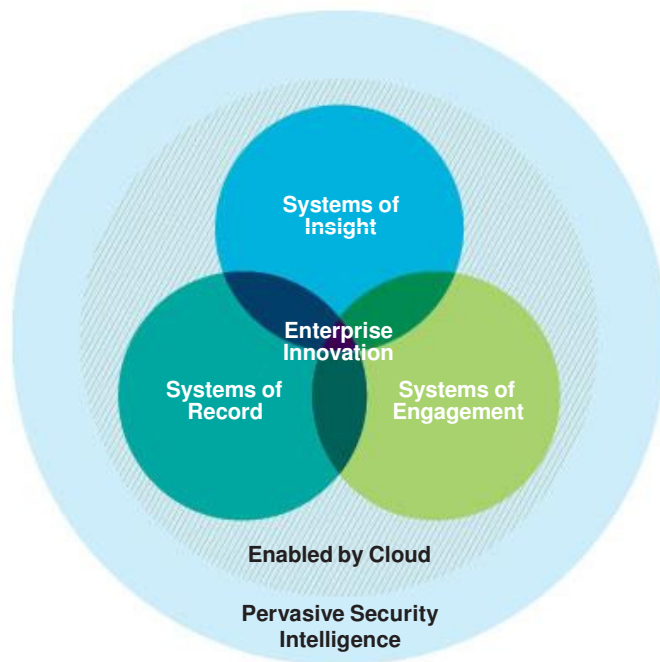 Systems of
Insight
Enterprise
Innovation
Systems of
Record
Systems of
Engagement
Enabled by Cloud
Pervasive Security
Intelligence